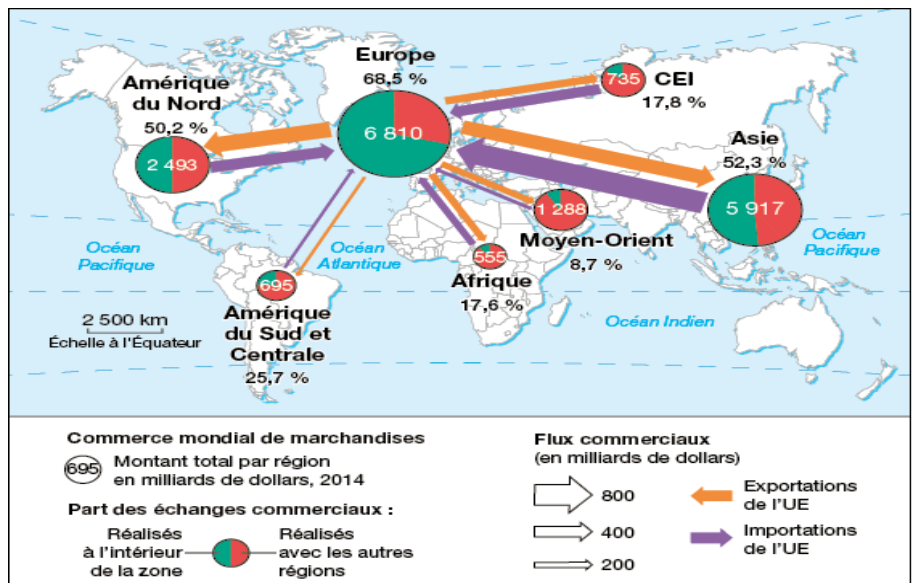 Europe
68,5 %
6 810
Amérique
du Nord
50,2 %
2 493
735
CEI
17,8 %
Asie
52,3 %
5 917
1 288
Moyen-Orient
8,7 %
555
Afrique
17,6 %
695
Amérique
du Sud et
Centrale
25,7 %
Océan
Pacifique
Océan
Atlantique
Océan
Pacifique
Océan Indien
2 500 km
Échelle à l'Équateur
Commerce mondial de marchandises
695
Montant total par région
en milliards de dollars, 2014
Part des échanges commerciaux :
Réalisés
à l'intérieur
de la zone
Réalisés
avec les autres
régions
Flux commerciaux
(en milliards de dollars)
800
400
200
Exportations
de l'UE
Importations
de l'UE